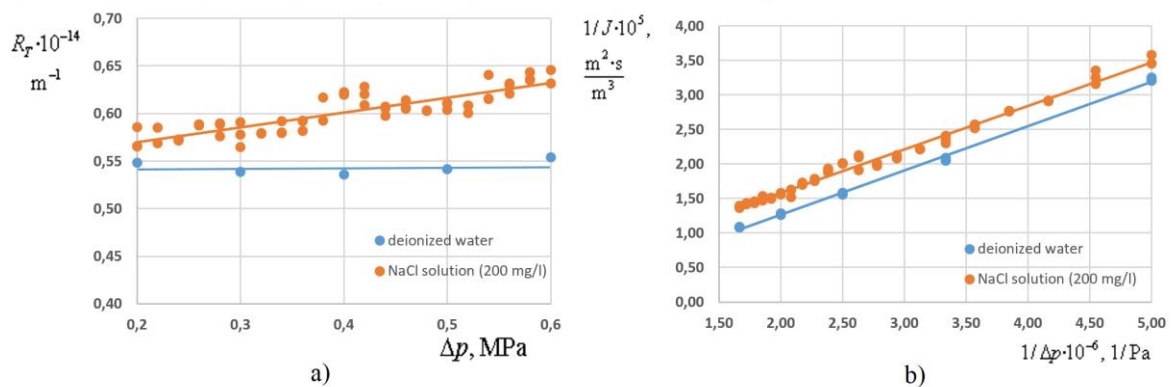 R_T·10^-14
m^-1
0,70
0,65
0,60
0,55
0,50
0,45
0,40
deionized water
NaCl solution (200 mg/l)
0,2 0,3 0,4 0,5 0,6
Δp, MPa
a)
1/J·10^5,
m^2·s
m^3
4,00
3,50
3,00
2,50
2,00
1,50
1,00
0,50
0,00
deionized water
NaCl solution (200 mg/l)
1,50 2,00 2,50 3,00 3,50 4,00 4,50 5,00
1/Δp·10^-6, 1/Pa
b)